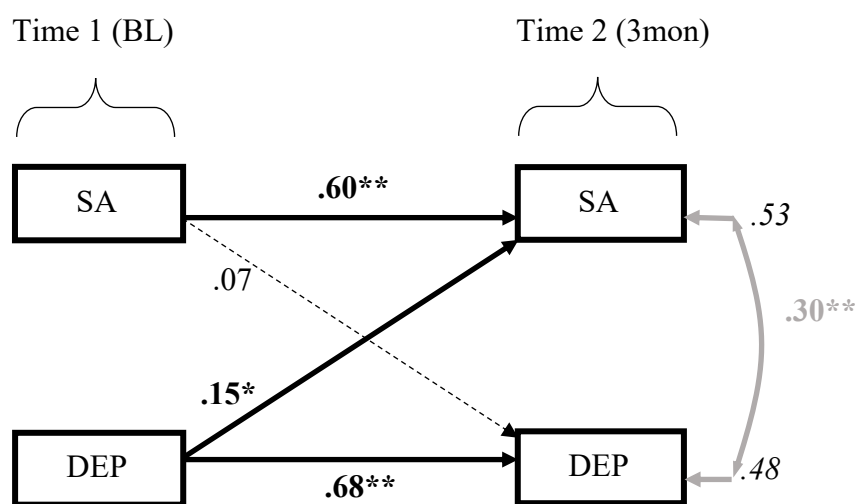 Time 1 (BL)
Time 2 (3mon)
SA
.60**
SA
.53
.07
.30**
.15*
DEP
.68**
DEP
.48